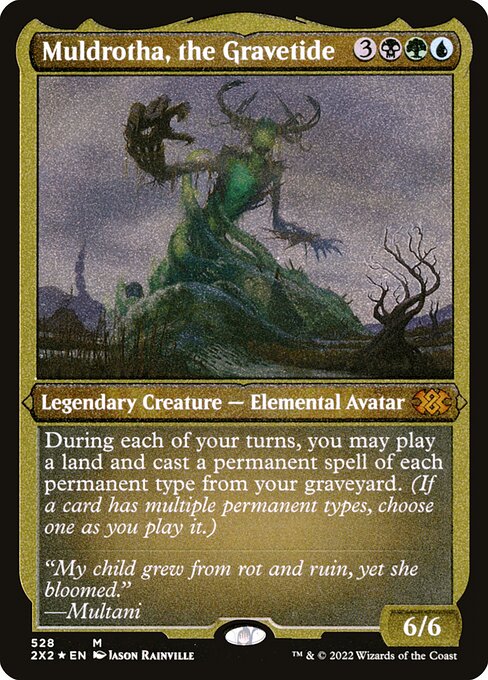 Muldrotha, the Gravetide 3
Legendary Creature — Elemental Avatar
During each of your turns, you may play
a land and cast a permanent spell of each
permanent type from your graveyard. (If
a card has multiple permanent types, choose
one as you play it.)
“My child grew from rot and ruin, yet she
bloomed.”
—Multani
6/6
528 M
2X2 ★ EN Jason Rainville ™ & © 2022 Wizards of the Coast